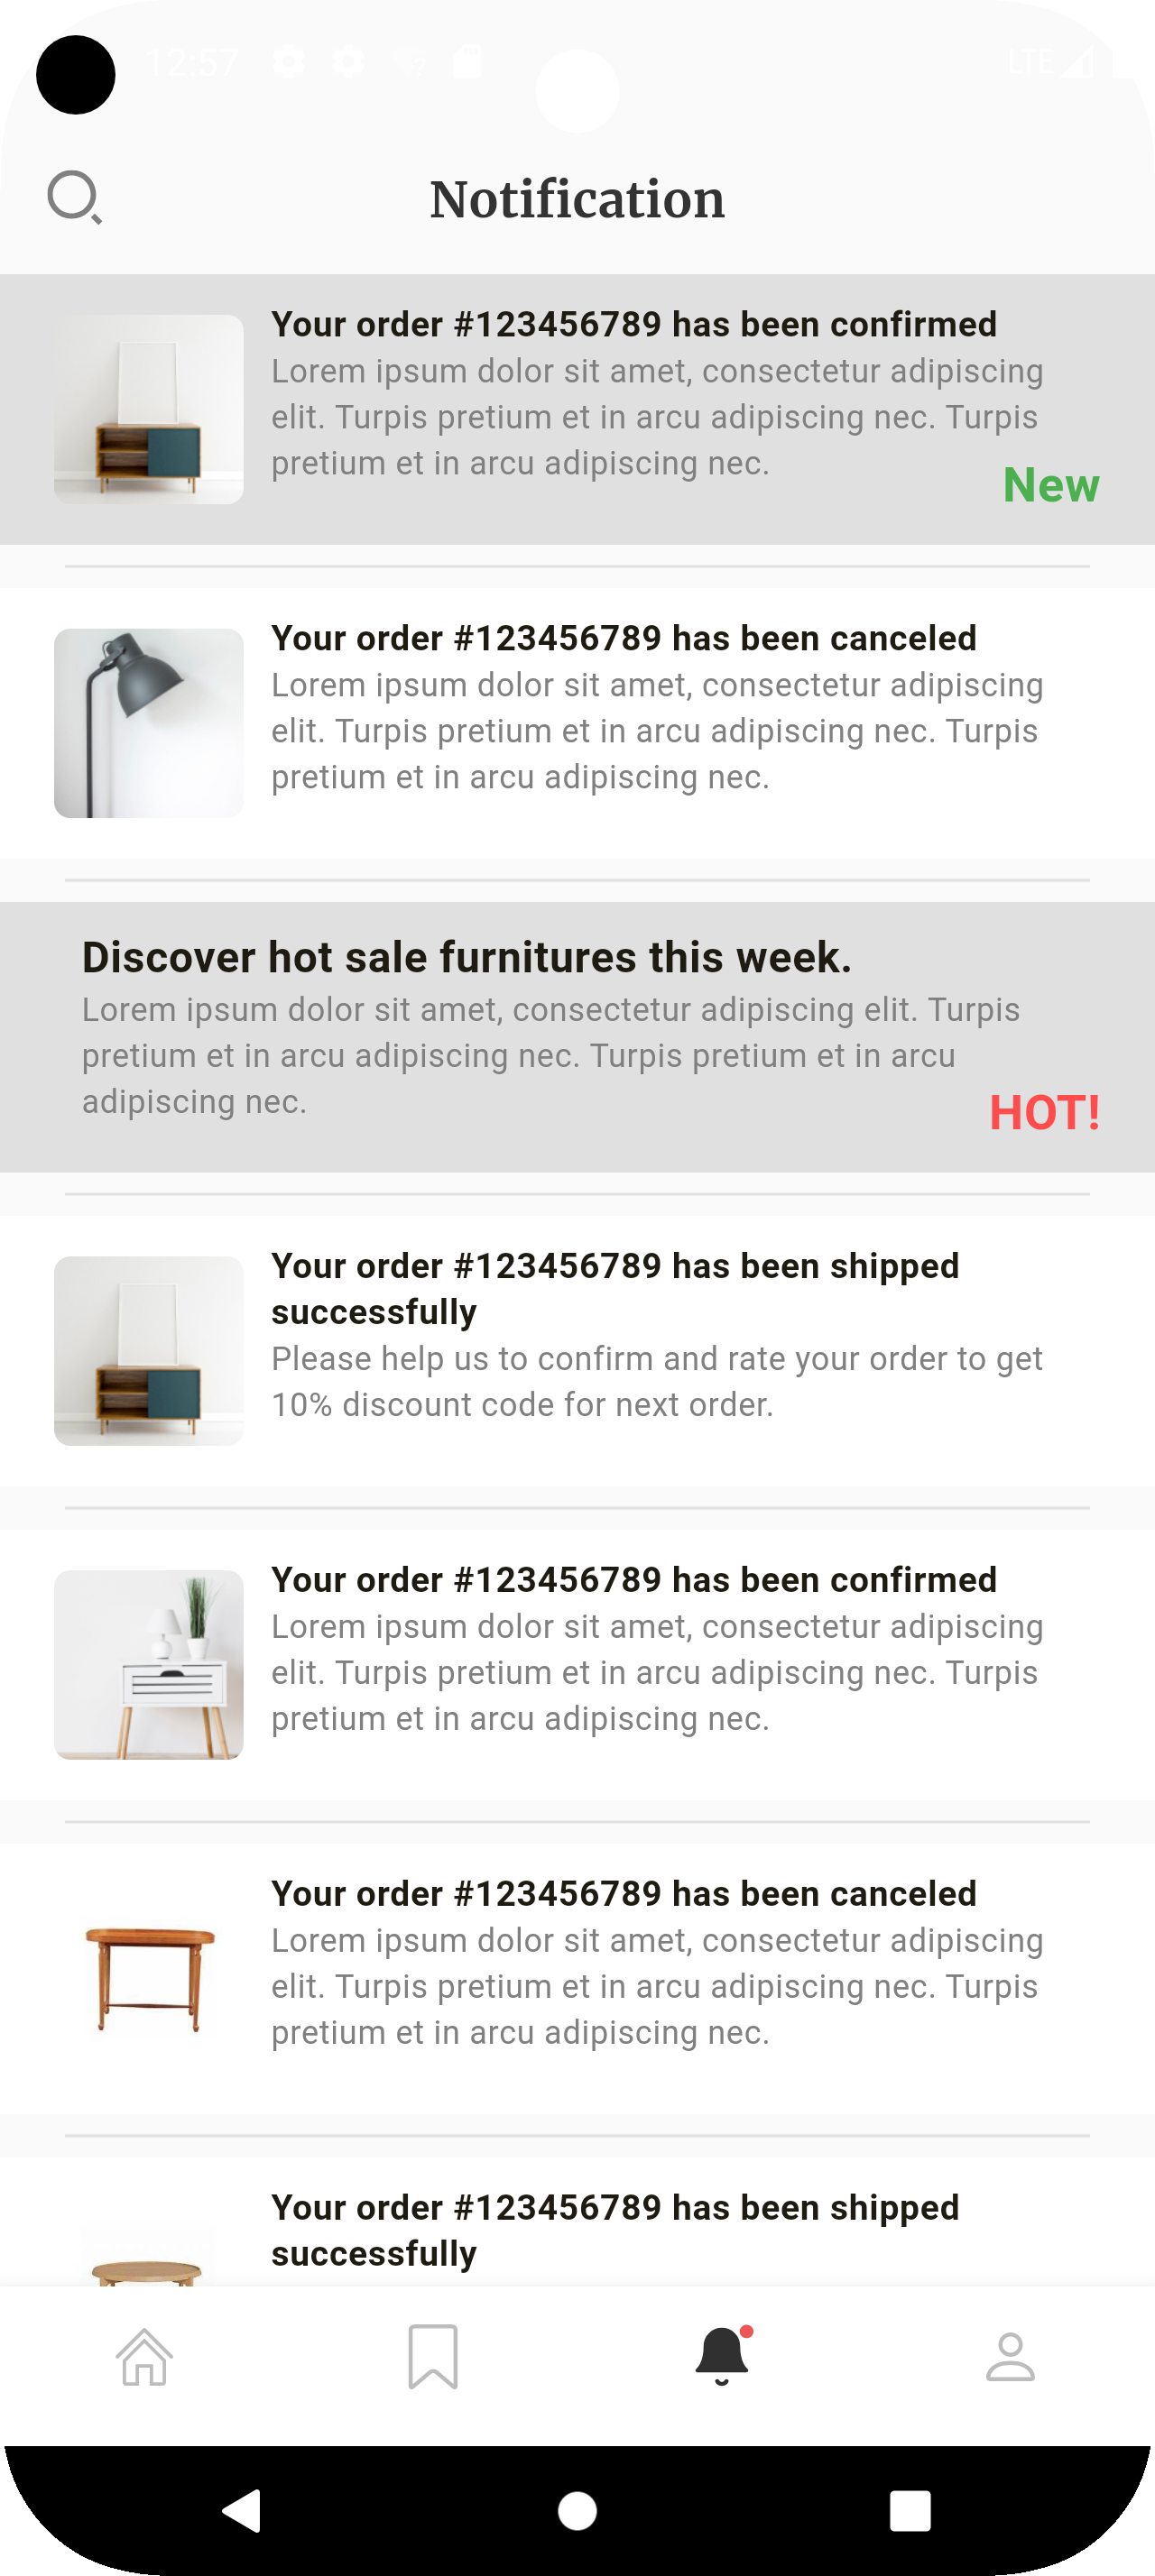 12:57
LTE
Notification
Your order #123456789 has been confirmed
Lorem ipsum dolor sit amet, consectetur adipiscing
elit. Turpis pretium et in arcu adipiscing nec. Turpis
pretium et in arcu adipiscing nec.
New
Your order #123456789 has been canceled
Lorem ipsum dolor sit amet, consectetur adipiscing
elit. Turpis pretium et in arcu adipiscing nec. Turpis
pretium et in arcu adipiscing nec.
Discover hot sale furnitures this week.
Lorem ipsum dolor sit amet, consectetur adipiscing elit. Turpis
pretium et in arcu adipiscing nec. Turpis pretium et in arcu
adipiscing nec.
HOT!
Your order #123456789 has been shipped
successfully
Please help us to confirm and rate your order to get
10% discount code for next order.
Your order #123456789 has been confirmed
Lorem ipsum dolor sit amet, consectetur adipiscing
elit. Turpis pretium et in arcu adipiscing nec. Turpis
pretium et in arcu adipiscing nec.
Your order #123456789 has been canceled
Lorem ipsum dolor sit amet, consectetur adipiscing
elit. Turpis pretium et in arcu adipiscing nec. Turpis
pretium et in arcu adipiscing nec.
Your order #123456789 has been shipped
successfully